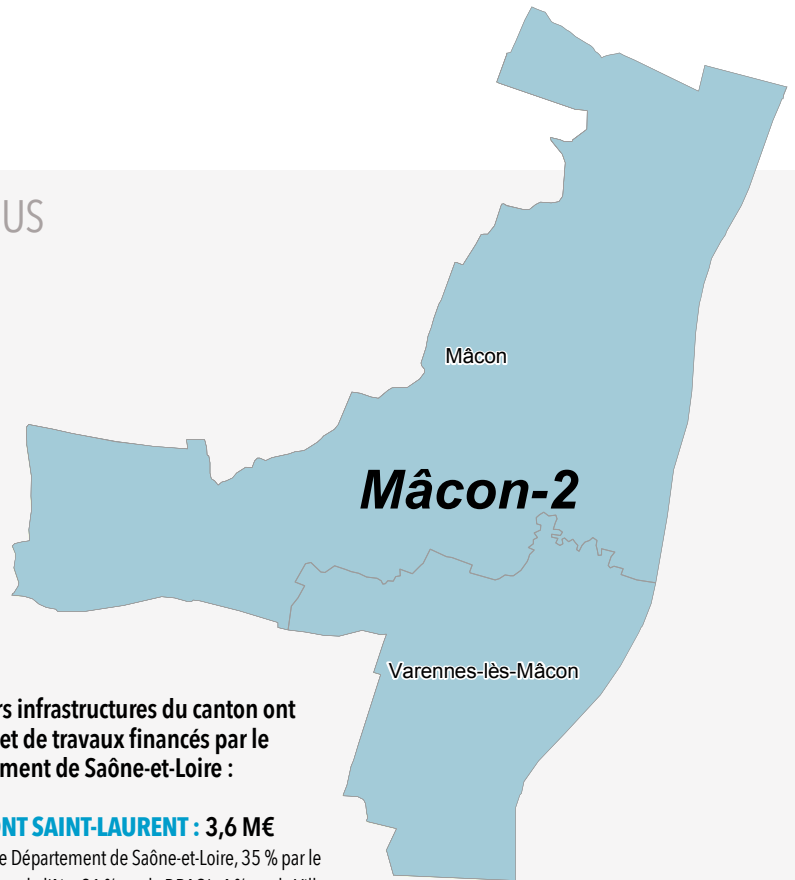 US
Mâcon
Mâcon-2
Varennes-lès-Mâcon
rs infrastructures du canton ont
et de travaux financés par le
ment de Saône-et-Loire :
NT SAINT-LAURENT : 3,6 M€
e Département de Saône-et-Loire, 35 % par le